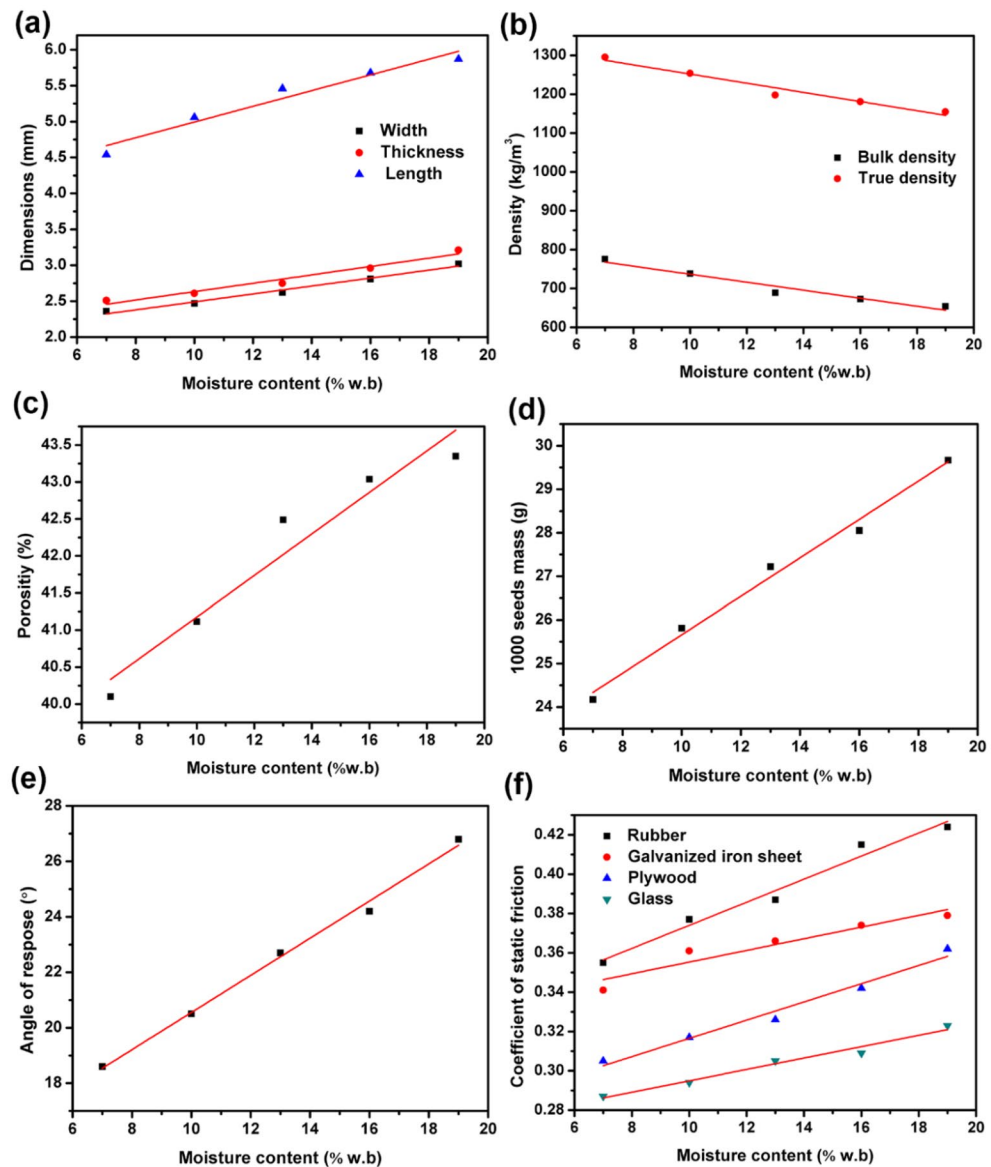 (a)
6.0
5.5
5.0
4.5
4.0
3.5
3.0
2.5
2.0
Dimensions (mm)
Width
Thickness
Length
6 8 10 12 14 16 18 20
Moisture content (% w.b)
(b)
1300
1200
1100
1000
900
800
700
600
Density (kg/m³)
Bulk density
True density
6 8 10 12 14 16 18 20
Moisture content (%w.b)
(c)
43.5
43.0
42.5
42.0
41.5
41.0
40.5
40.0
Porositiy (%)
6 8 10 12 14 16 18 20
Moisture content (%w.b)
(d)
30
29
28
27
26
25
24
1000 seeds mass (g)
6 8 10 12 14 16 18 20
Moisture content (% w.b)
(e)
28
26
24
22
20
18
Angle of respose (°)
6 8 10 12 14 16 18 20
Moisture content (%w.b)
(f)
0.42
0.40
0.38
0.36
0.34
0.32
0.30
0.28
Coefficient of static friction
Rubber
Galvanized iron sheet
Plywood
Glass
6 8 10 12 14 16 18 20
Moisture content (% w.b)